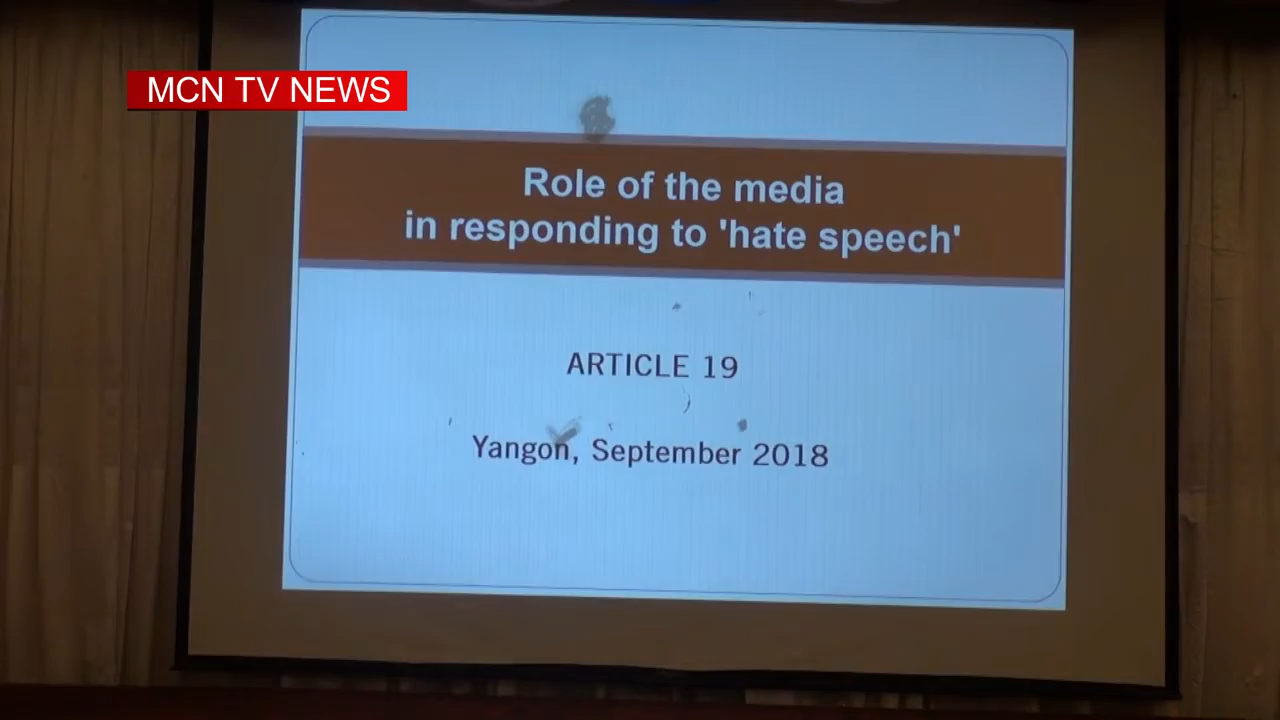 MCN TV NEWS
Role of the media
in responding to 'hate speech'
ARTICLE 19
Yangon, September 2018